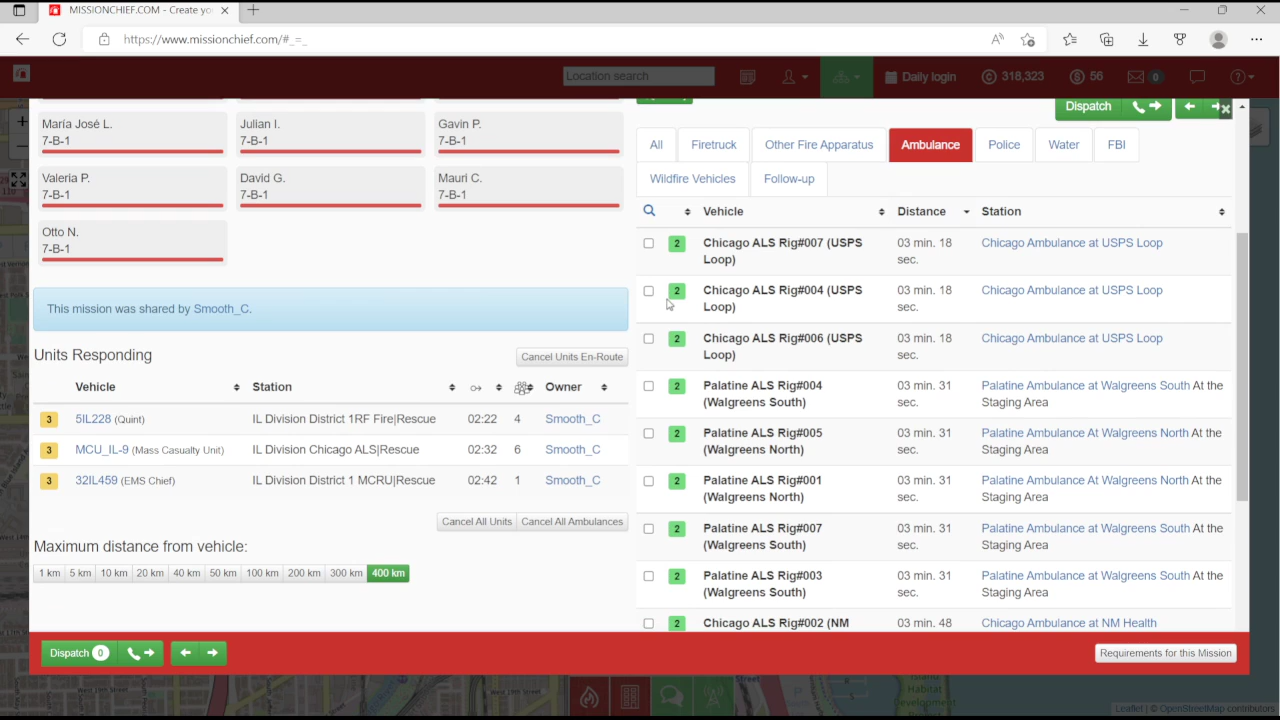 MISSIONCHIEF.COM - Create yo
https://www.missionchief.com/#_=_
Location search
Daily login
318,323
56
0
María José L.
7-B-1
Julian I.
7-B-1
Gavin P.
7-B-1
Valeria P.
7-B-1
David G.
7-B-1
Mauri C.
7-B-1
Otto N.
7-B-1
This mission was shared by Smooth_C.
Units Responding
Cancel Units En-Route
Vehicle Station Owner
3 5IL228 (Quint) IL Division District 1RF Fire|Rescue 02:22 4 Smooth_C
3 MCU_IL-9 (Mass Casualty Unit) IL Division Chicago ALS|Rescue 02:32 6 Smooth_C
3 32IL459 (EMS Chief) IL Division District 1 MCRU|Rescue 02:42 1 Smooth_C
Cancel All Units Cancel All Ambulances
Maximum distance from vehicle:
1 km 5 km 10 km 20 km 40 km 50 km 100 km 200 km 300 km 400 km
Dispatch 0
Dispatch
All Firetruck Other Fire Apparatus Ambulance Police Water FBI
Wildfire Vehicles Follow-up
Vehicle Distance Station
2 Chicago ALS Rig#007 (USPS 03 min. 18 Chicago Ambulance at USPS Loop
Loop) sec.
2 Chicago ALS Rig#004 (USPS 03 min. 18 Chicago Ambulance at USPS Loop
Loop) sec.
2 Chicago ALS Rig#006 (USPS 03 min. 18 Chicago Ambulance at USPS Loop
Loop) sec.
2 Palatine ALS Rig#004 03 min. 31 Palatine Ambulance at Walgreens South At the
(Walgreens South) sec. Staging Area
2 Palatine ALS Rig#005 03 min. 31 Palatine Ambulance At Walgreens North At the
(Walgreens North) sec. Staging Area
2 Palatine ALS Rig#001 03 min. 31 Palatine Ambulance At Walgreens North At the
(Walgreens North) sec. Staging Area
2 Palatine ALS Rig#007 03 min. 31 Palatine Ambulance at Walgreens South At the
(Walgreens South) sec. Staging Area
2 Palatine ALS Rig#003 03 min. 31 Palatine Ambulance at Walgreens South At the
(Walgreens South) sec. Staging Area
2 Chicago ALS Rig#002 (NM 03 min. 48 Chicago Ambulance at NM Health
Requirements for this Mission
West 19th Street
Island
Habitat
Development
Leaflet | © OpenStreetMap contributors